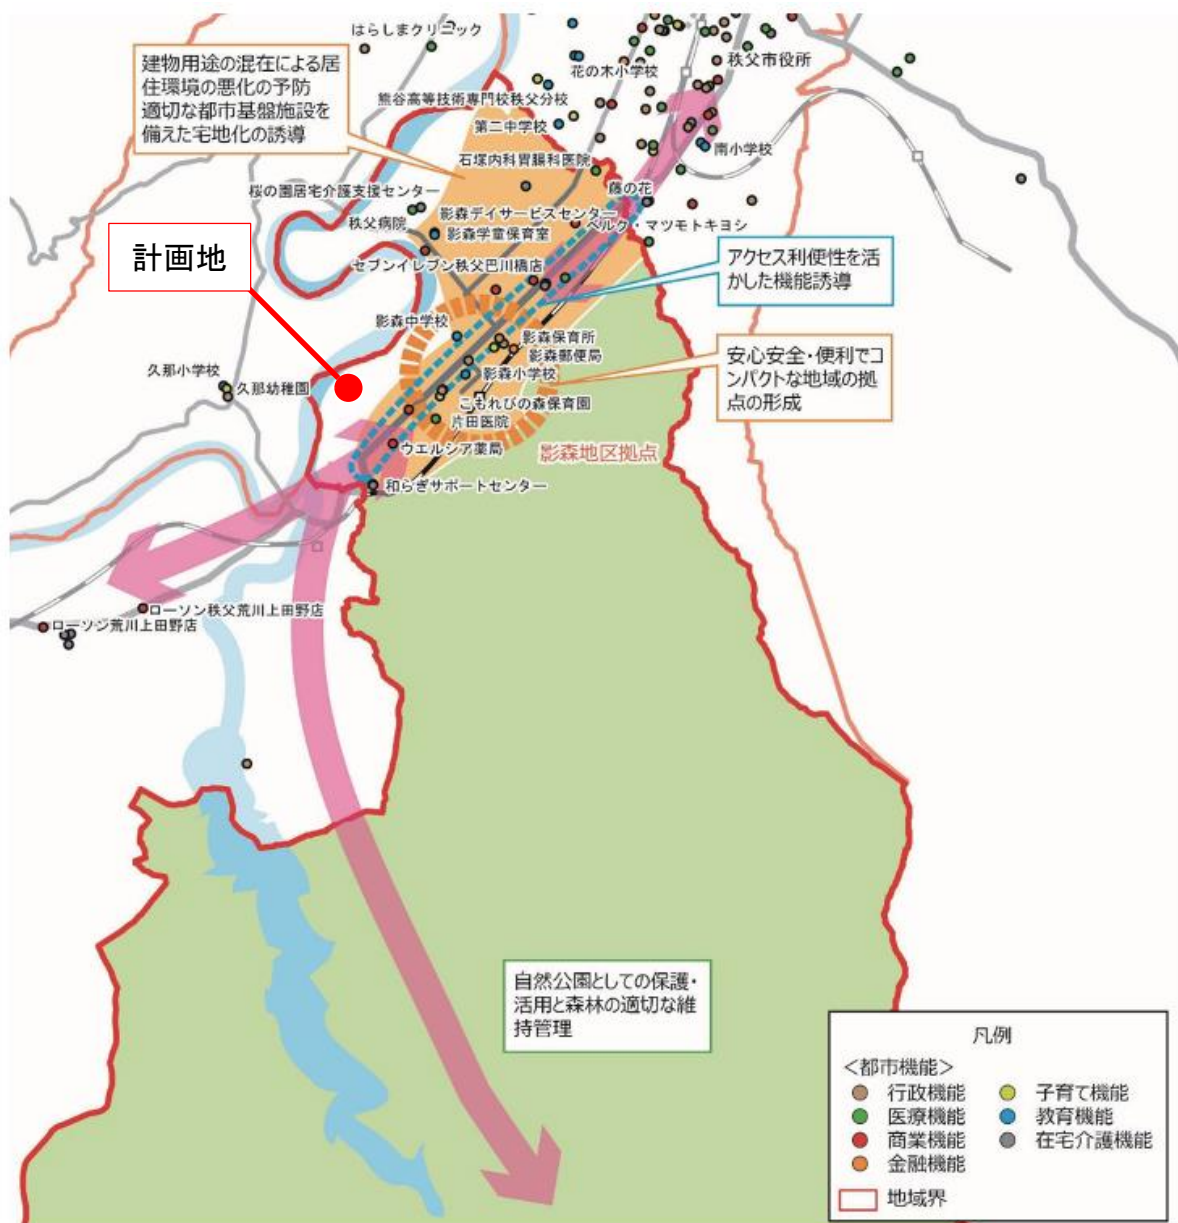 はらしまクリニック
建物用途の混在による居
住環境の悪化の予防
適切な都市基盤施設を
備えた宅地化の誘導
花の木小学校
秩父市役所
熊谷高等技術専門校秩父分校
第二中学校
南小学校
石塚内科胃腸科医院
藤の花
桜の園居宅介護支援センター
影森デイサービスセンター
ベルク・マツモトキヨシ
秩父病院
影森学童保育室
計画地
セブンイレブン秩父巴川橋店
アクセス利便性を活
かした機能誘導
影森中学校
影森保育所
影森郵便局
安心安全・便利でコ
ンパクトな地域の拠
点の形成
久那小学校
久那幼稚園
影森小学校
こもれびの森保育園
片田医院
ウエルシア薬局
影森地区拠点
和らぎサポートセンター
ローソン秩父荒川上田野店
ローソン荒川上田野店
自然公園としての保護・
活用と森林の適切な維
持管理
凡例
＜都市機能＞
行政機能
子育て機能
医療機能
教育機能
商業機能
在宅介護機能
金融機能
地域界